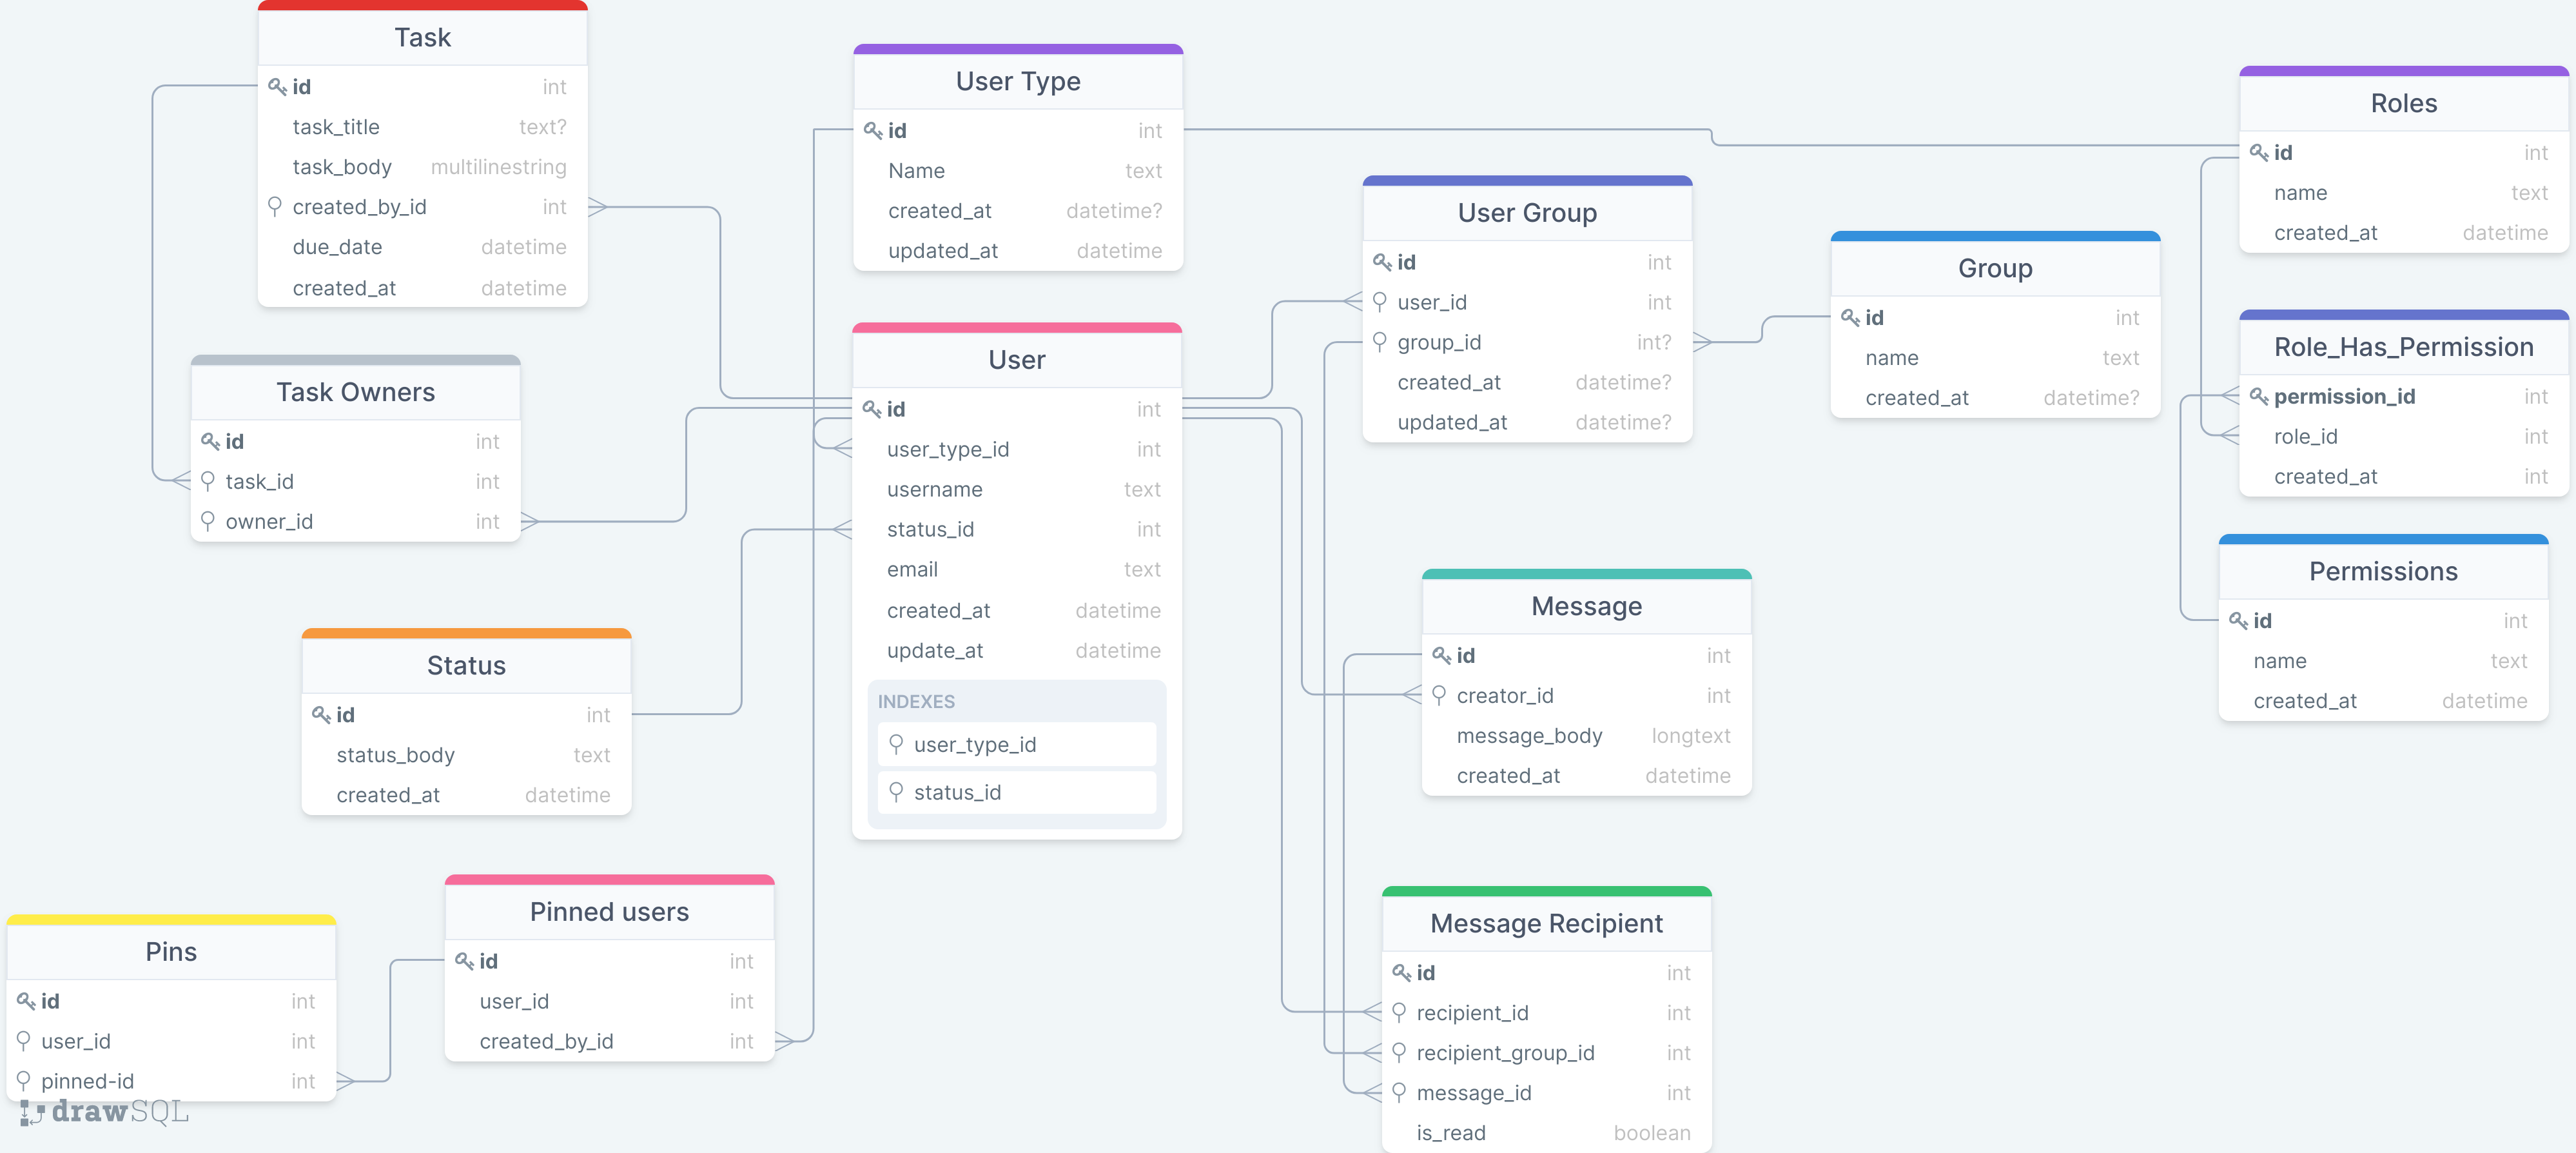 Task
id int
task_title text?
task_body multilinestring
created_by_id int
due_date datetime
created_at datetime
User Type
id int
Name text
created_at datetime?
updated_at datetime
Roles
id int
name text
created_at datetime
User Group
id int
user_id int
group_id int?
created_at datetime?
updated_at datetime?
Group
id int
name text
created_at datetime?
Role_Has_Permission
permission_id int
role_id int
created_at int
Task Owners
id int
task_id int
owner_id int
User
id int
user_type_id int
username text
status_id int
email text
created_at datetime
update_at datetime
INDEXES
user_type_id
status_id
Permissions
id int
name text
created_at datetime
Message
id int
creator_id int
message_body longtext
created_at datetime
Status
id int
status_body text
created_at datetime
Pinned users
id int
user_id int
created_by_id int
Pins
id int
user_id int
pinned-id int
Message Recipient
id int
recipient_id int
recipient_group_id int
message_id int
is_read boolean
drawSQL